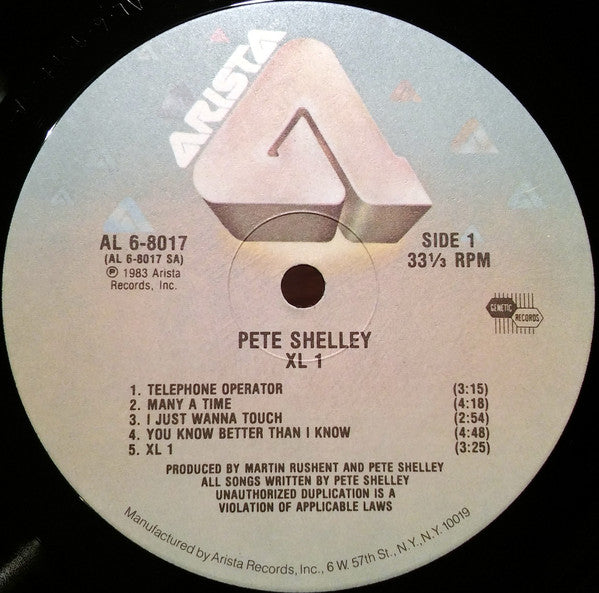 ARISTA
AL 6-8017
(AL 6-8017 SA)
℗ 1983 Arista
Records, Inc.
SIDE 1
33⅓ RPM
GENETIC
RECORDS
PETE SHELLEY
XL 1
1. TELEPHONE OPERATOR (3:15)
2. MANY A TIME (4:18)
3. I JUST WANNA TOUCH (2:54)
4. YOU KNOW BETTER THAN I KNOW (4:48)
5. XL 1 (3:25)
PRODUCED BY MARTIN RUSHENT AND PETE SHELLEY
ALL SONGS WRITTEN BY PETE SHELLEY
UNAUTHORIZED DUPLICATION IS A
VIOLATION OF APPLICABLE LAWS
Manufactured by Arista Records, Inc., 6 W. 57th St., N.Y., N.Y. 10019